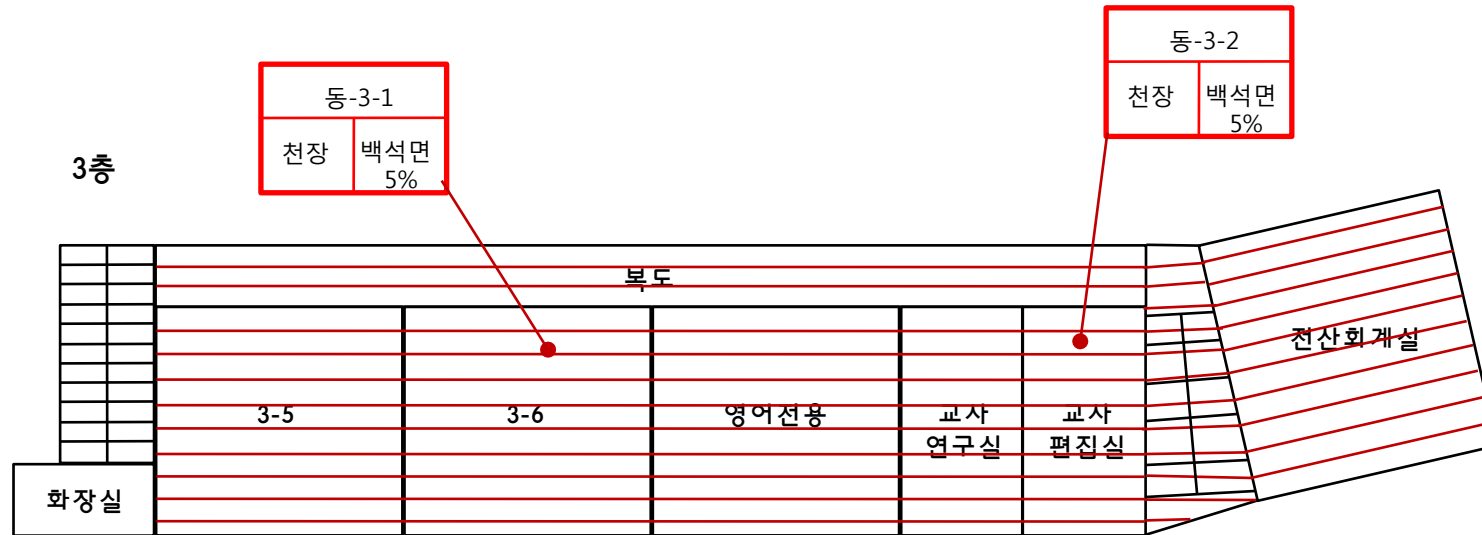 동-3-2
천장
백석면
5%
동-3-1
천장
백석면
5%
3층
복도
전산회계실
3-5
3-6
영어전용
교사
연구실
교사
편집실
화장실